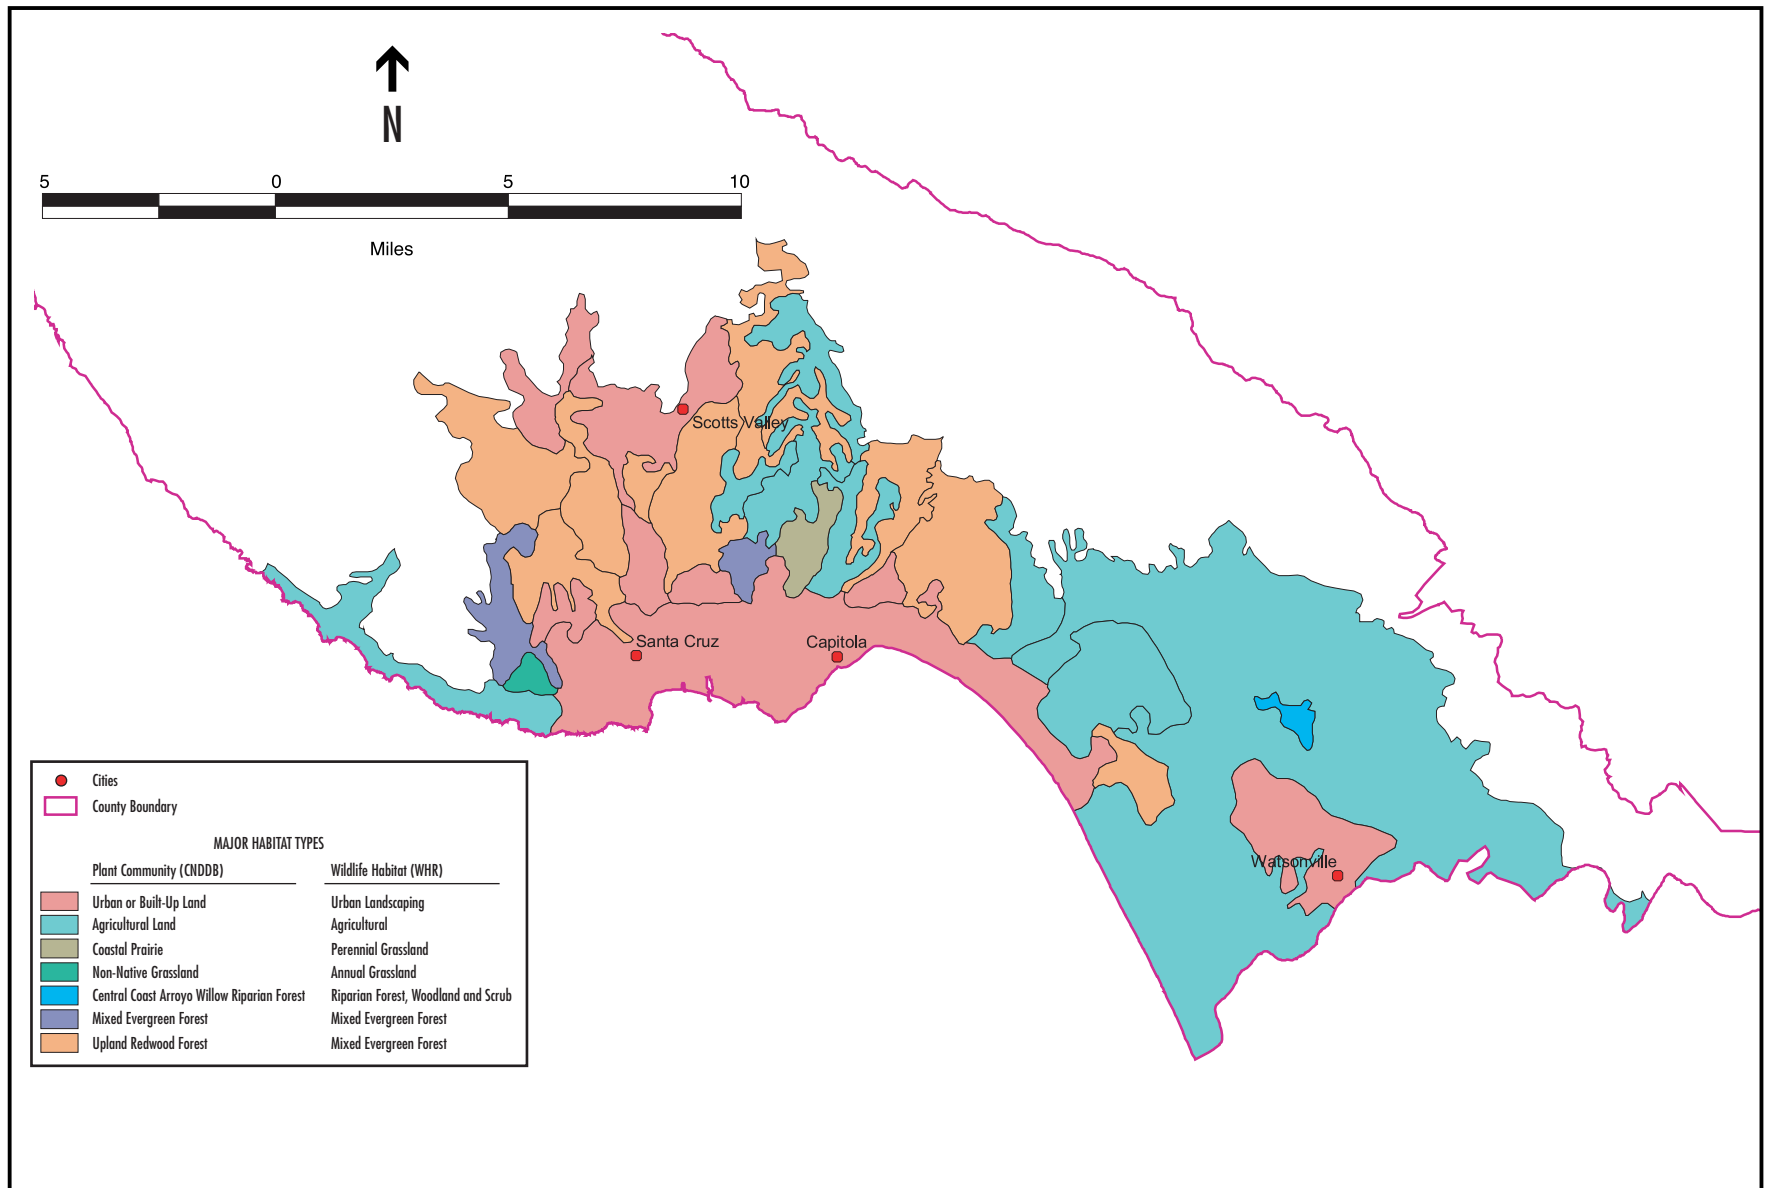 N
5 0 5 10
Miles
Scotts Valley
Santa Cruz
Capitola
Watsonville
Cities
County Boundary
MAJOR HABITAT TYPES
Plant Community (CNDDB) Wildlife Habitat (WHR)
Urban or Built-Up Land Urban Landscaping
Agricultural Land Agricultural
Coastal Prairie Perennial Grassland
Non-Native Grassland Annual Grassland
Central Coast Arroyo Willow Riparian Forest Riparian Forest, Woodland and Scrub
Mixed Evergreen Forest Mixed Evergreen Forest
Upland Redwood Forest Mixed Evergreen Forest